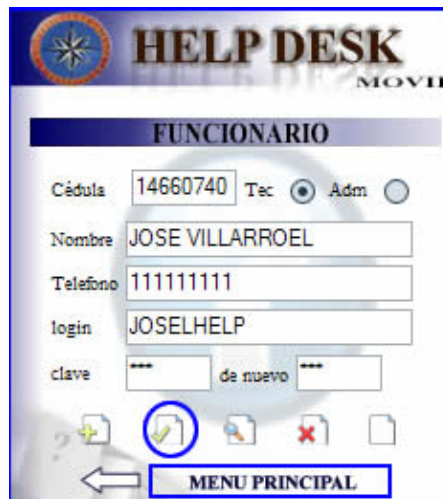 HELP DESK
MOVIL
FUNCIONARIO
Cédula 14660740 Tec Adm
Nombre JOSE VILLARROEL
Telefono 111111111
login JOSELHELP
clave *** de nuevo ***
?
MENU PRINCIPAL